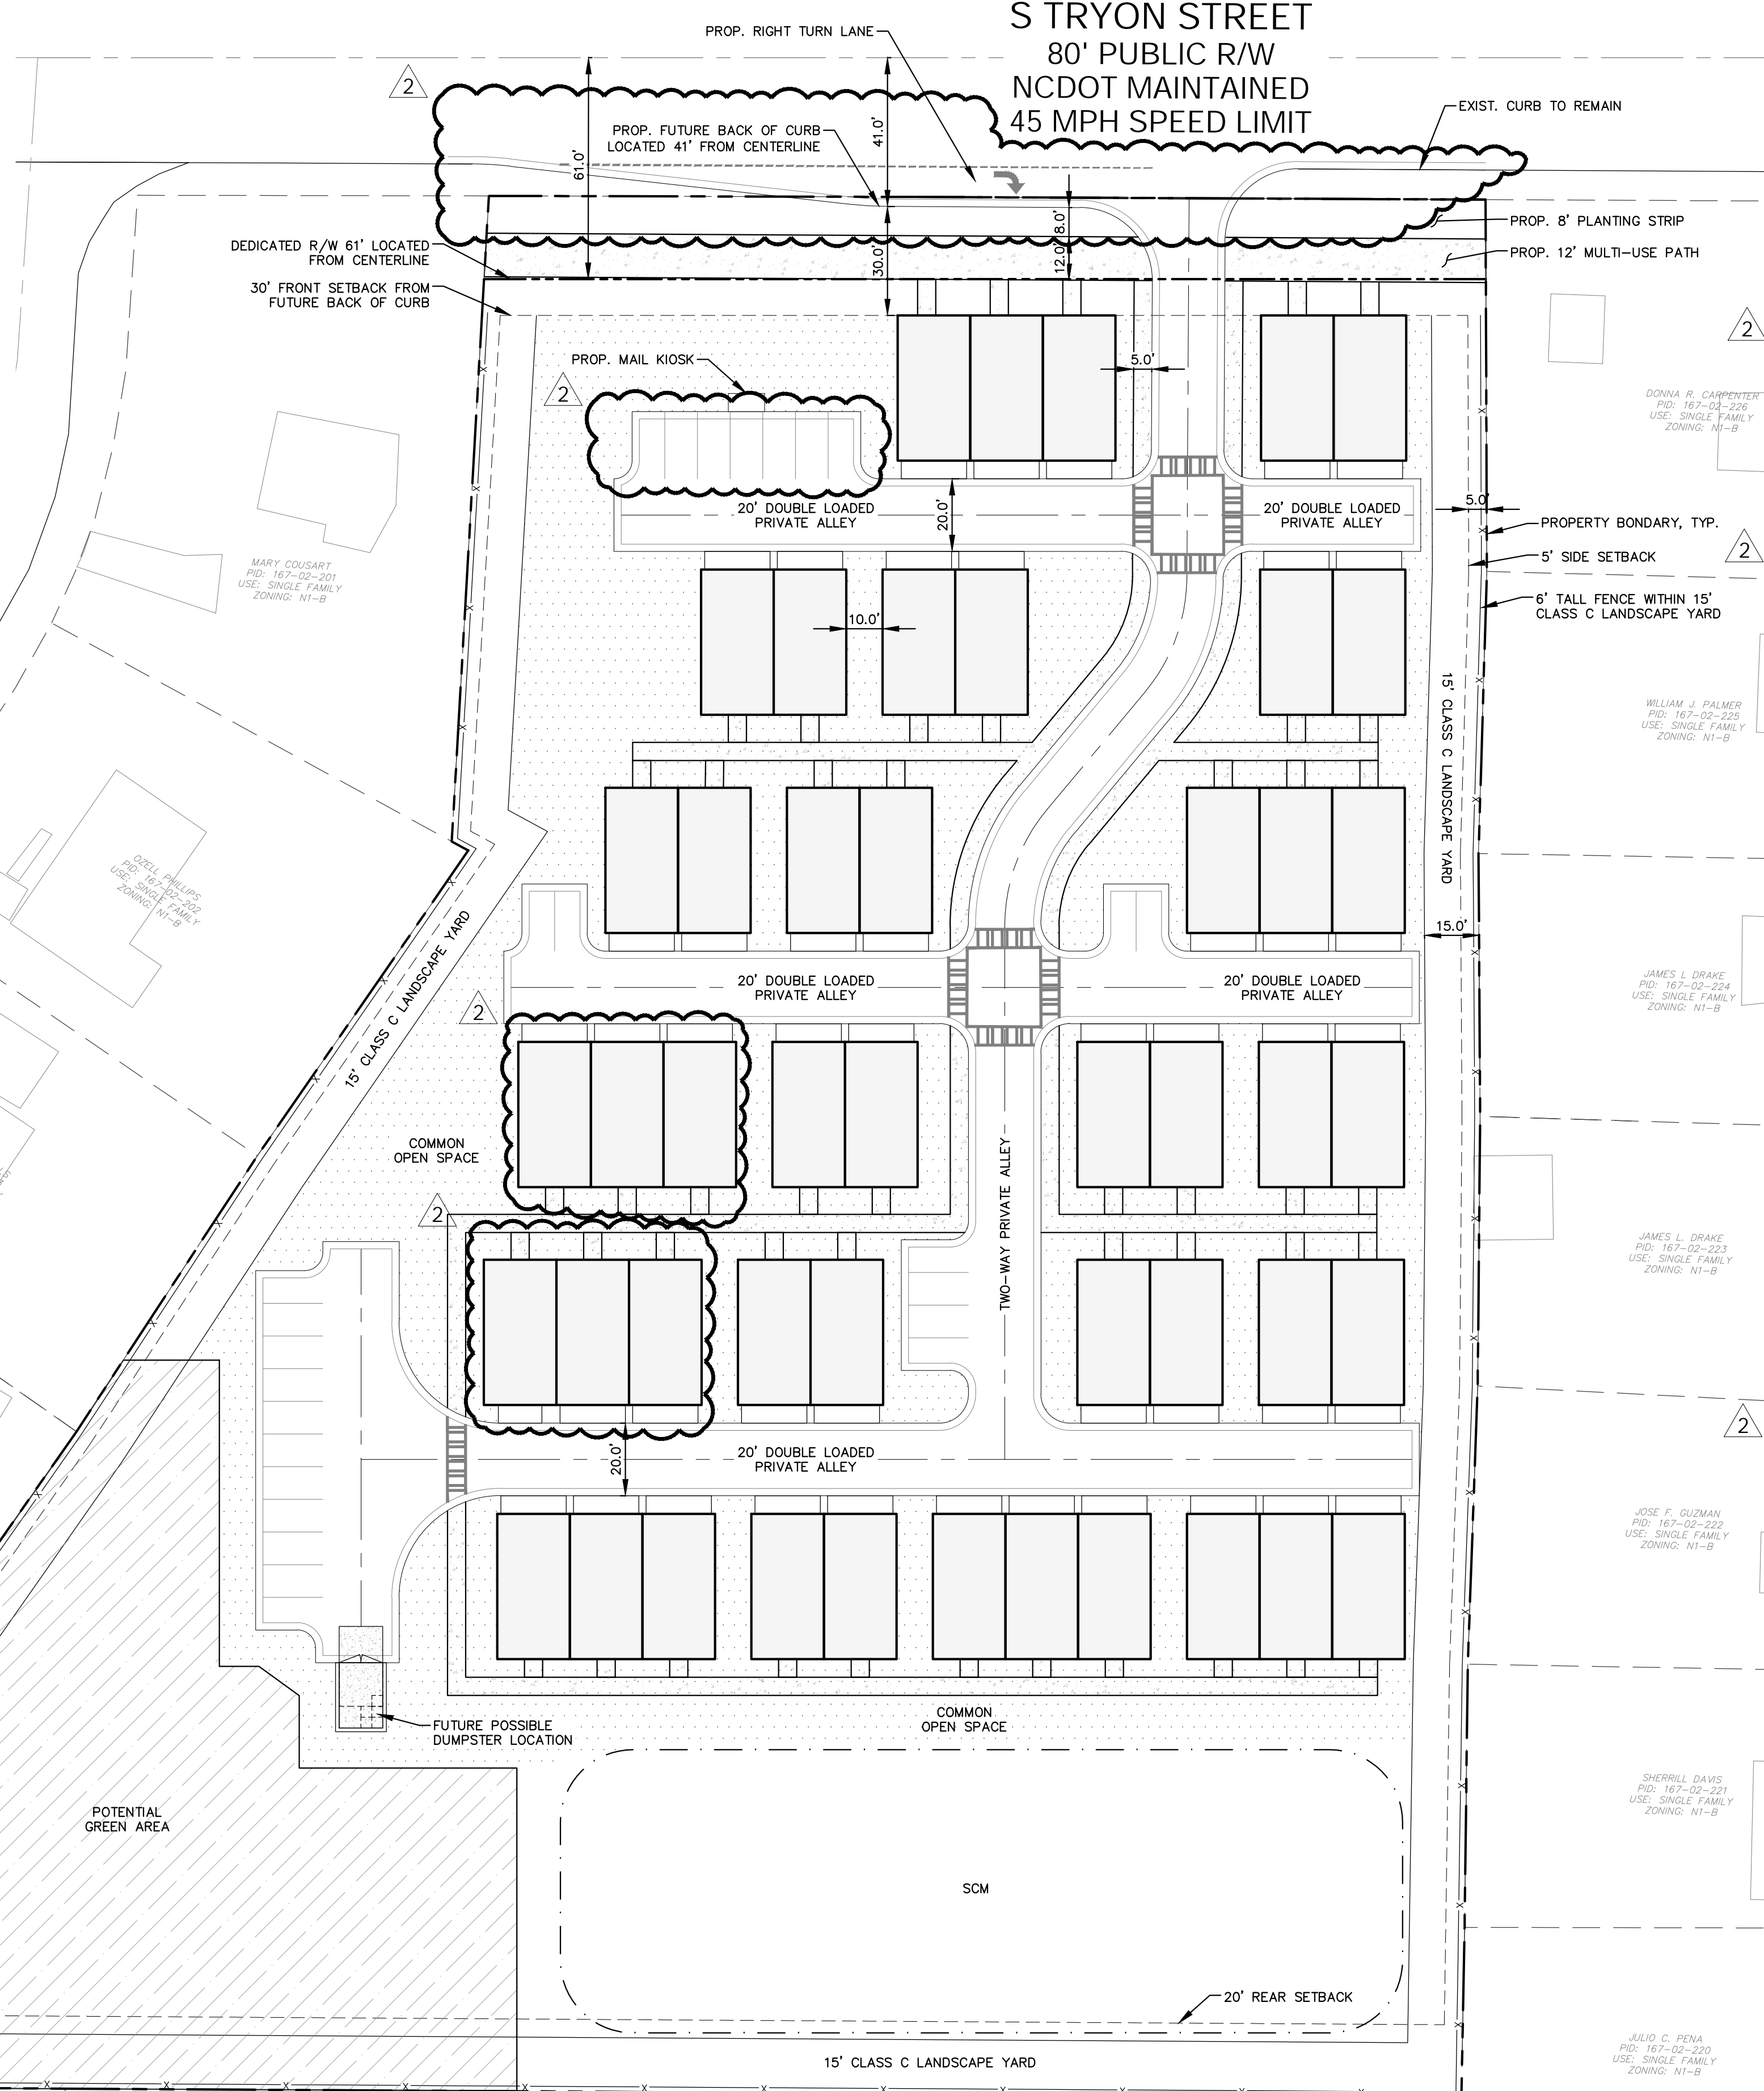 S TRYON STREET
80' PUBLIC R/W
NCDOT MAINTAINED
45 MPH SPEED LIMIT
PROP. RIGHT TURN LANE
2
EXIST. CURB TO REMAIN
PROP. FUTURE BACK OF CURB
LOCATED 41' FROM CENTERLINE
41.0'
61.0'
8.0'
PROP. 8' PLANTING STRIP
DEDICATED R/W 61' LOCATED
FROM CENTERLINE
30.0'
12.0'
PROP. 12' MULTI-USE PATH
30' FRONT SETBACK FROM
FUTURE BACK OF CURB
2
PROP. MAIL KIOSK
5.0'
2
DONNA R. CARPENTER
PID: 167-02-226
USE: SINGLE FAMILY
ZONING: N1-B
20' DOUBLE LOADED
PRIVATE ALLEY
20.0'
20' DOUBLE LOADED
PRIVATE ALLEY
5.0'
PROPERTY BONDARY, TYP.
2
5' SIDE SETBACK
MARY COUSART
PID: 167-02-201
USE: SINGLE FAMILY
ZONING: N1-B
6' TALL FENCE WITHIN 15'
CLASS C LANDSCAPE YARD
10.0'
15' CLASS C LANDSCAPE YARD
WILLIAM J. PALMER
PID: 167-02-225
USE: SINGLE FAMILY
ZONING: N1-B
OZELL PHILLIPS
PID: 167-02-202
USE: SINGLE FAMILY
ZONING: N1-B
15' CLASS C LANDSCAPE YARD
15.0'
20' DOUBLE LOADED
PRIVATE ALLEY
20' DOUBLE LOADED
PRIVATE ALLEY
JAMES L DRAKE
PID: 167-02-224
USE: SINGLE FAMILY
ZONING: N1-B
2
COMMON
OPEN SPACE
TWO-WAY PRIVATE ALLEY
2
JAMES L. DRAKE
PID: 167-02-223
USE: SINGLE FAMILY
ZONING: N1-B
2
20.0'
20' DOUBLE LOADED
PRIVATE ALLEY
JOSE F. GUZMAN
PID: 167-02-222
USE: SINGLE FAMILY
ZONING: N1-B
FUTURE POSSIBLE
DUMPSTER LOCATION
COMMON
OPEN SPACE
POTENTIAL
GREEN AREA
SHERRILL DAVIS
PID: 167-02-221
USE: SINGLE FAMILY
ZONING: N1-B
SCM
20' REAR SETBACK
15' CLASS C LANDSCAPE YARD
JULIO C. PENA
PID: 167-02-220
USE: SINGLE FAMILY
ZONING: N1-B